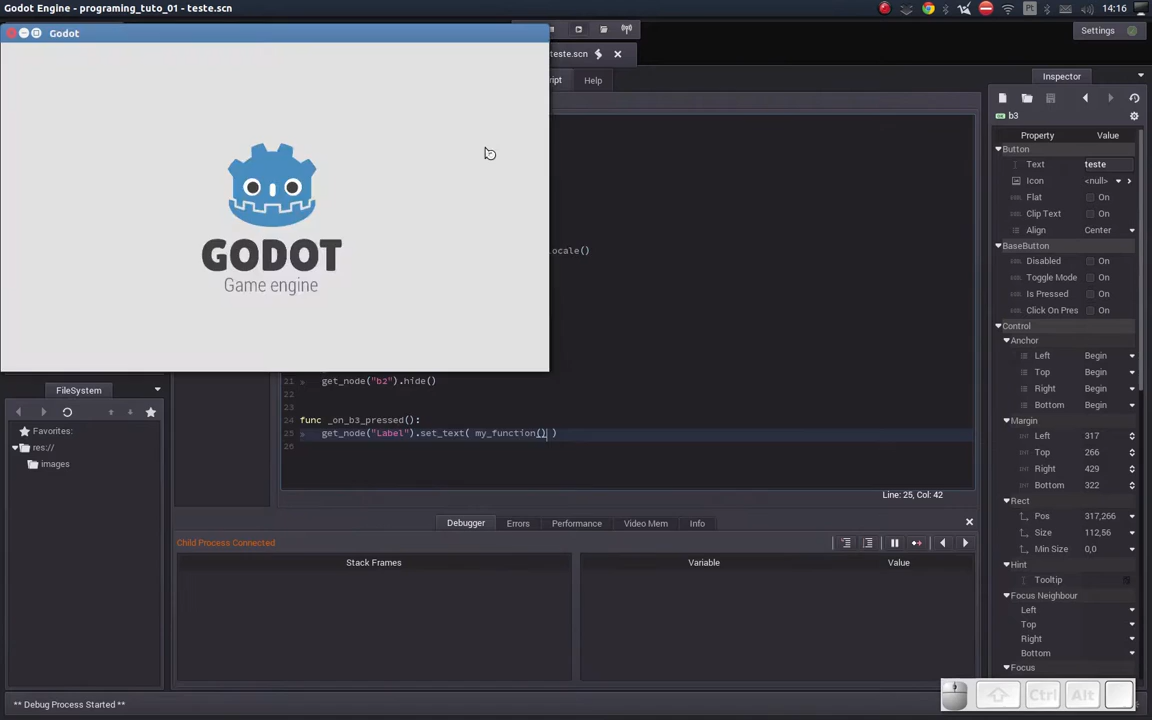 Godot Engine - programing_tuto_01 - teste.scn
Pt
14:16
Godot
Settings
teste.scn
ipt
Help
Inspector
b3
Property Value
Button
Text teste
Icon <null>
Flat On
Clip Text On
Align Center
BaseButton
Disabled On
Toggle Mode On
Is Pressed On
Click On Pres On
Control
Anchor
Left Begin
Top Begin
Right Begin
Bottom Begin
Margin
Left 317
Top 266
Right 429
Bottom 322
Rect
Pos 317,266
Size 112,56
Min Size 0,0
Hint
Tooltip
Focus Neighbour
Left
Top
Right
Bottom
Focus
GODOT
Game engine
ocale()
21 get_node("b2").hide()
22
23
24 func _on_b3_pressed():
25 get_node("Label").set_text( my_function() )
26
Line: 25, Col: 42
FileSystem
Favorites:
res://
images
Debugger Errors Performance Video Mem Info
Child Process Connected
Stack Frames
Variable Value
** Debug Process Started **
Ctrl
Alt